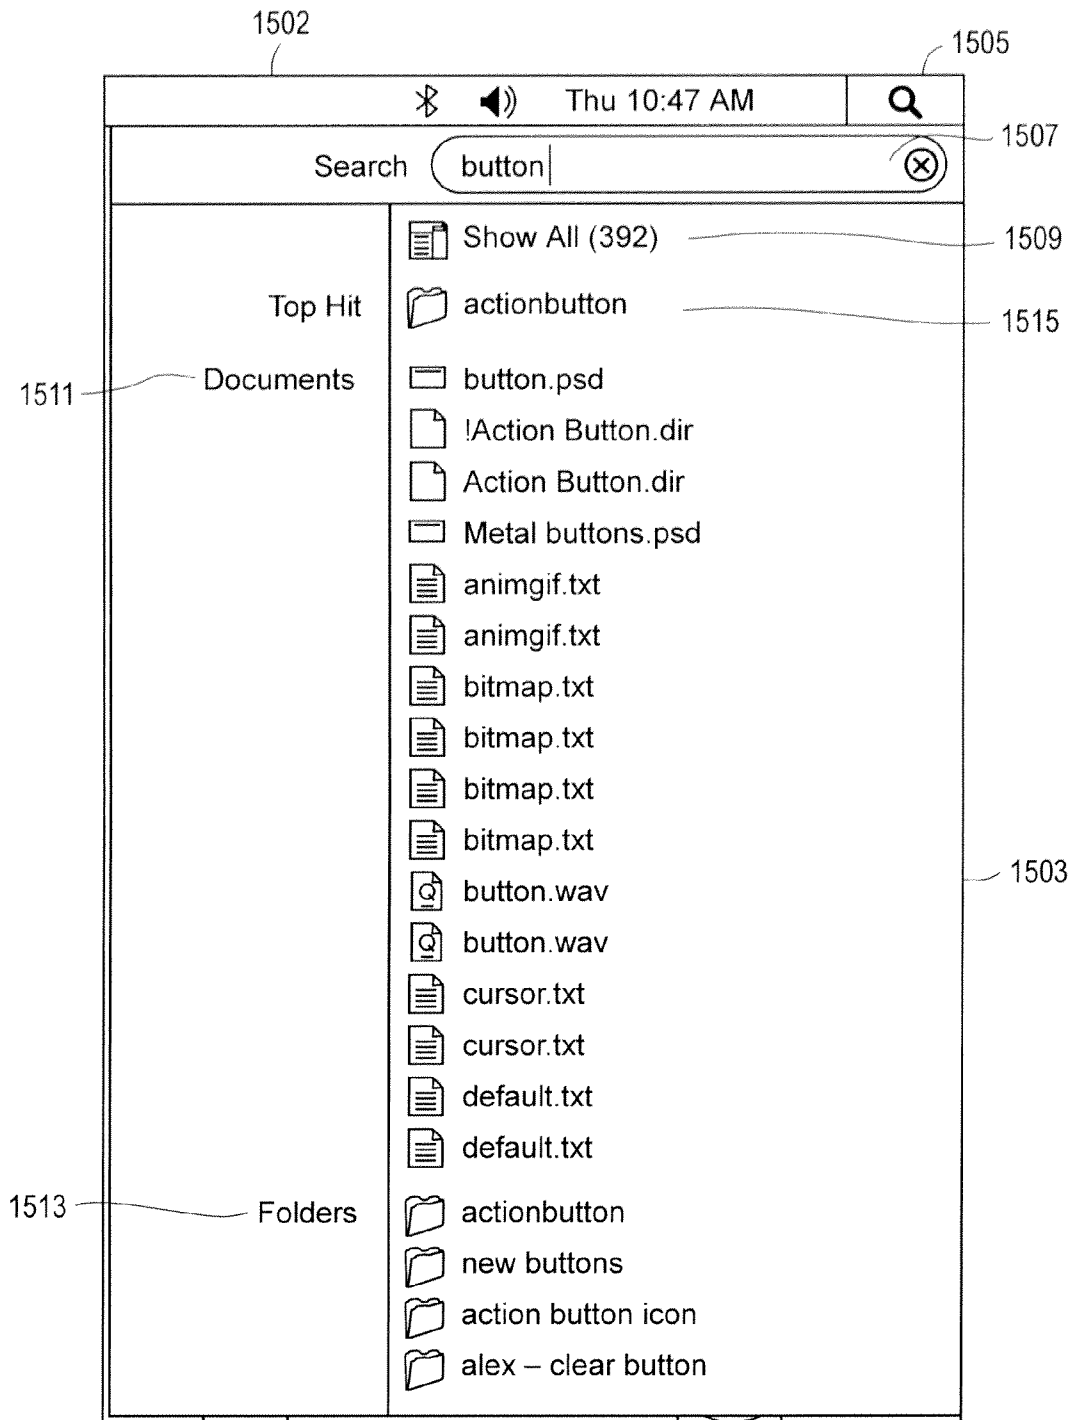 1502
1505
Thu 10:47 AM
1507
Search button
Show All (392)
1509
Top Hit actionbutton
1515
1511 Documents button.psd
!Action Button.dir
Action Button.dir
Metal buttons.psd
animgif.txt
animgif.txt
bitmap.txt
bitmap.txt
bitmap.txt
bitmap.txt
1503
button.wav
button.wav
cursor.txt
cursor.txt
default.txt
default.txt
1513 Folders actionbutton
new buttons
action button icon
alex – clear button